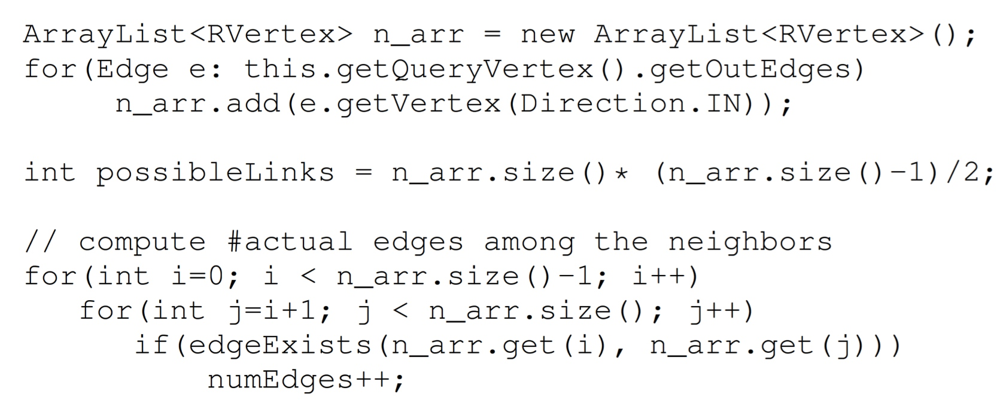 ArrayList<RVertex> n_arr = new ArrayList<RVertex>();
for(Edge e: this.getQueryVertex().getOutEdges)
n_arr.add(e.getVertex(Direction.IN));
int possibleLinks = n_arr.size()* (n_arr.size()-1)/2;
// compute #actual edges among the neighbors
for(int i=0; i < n_arr.size()-1; i++)
for(int j=i+1; j < n_arr.size(); j++)
if(edgeExists(n_arr.get(i), n_arr.get(j)))
numEdges++;